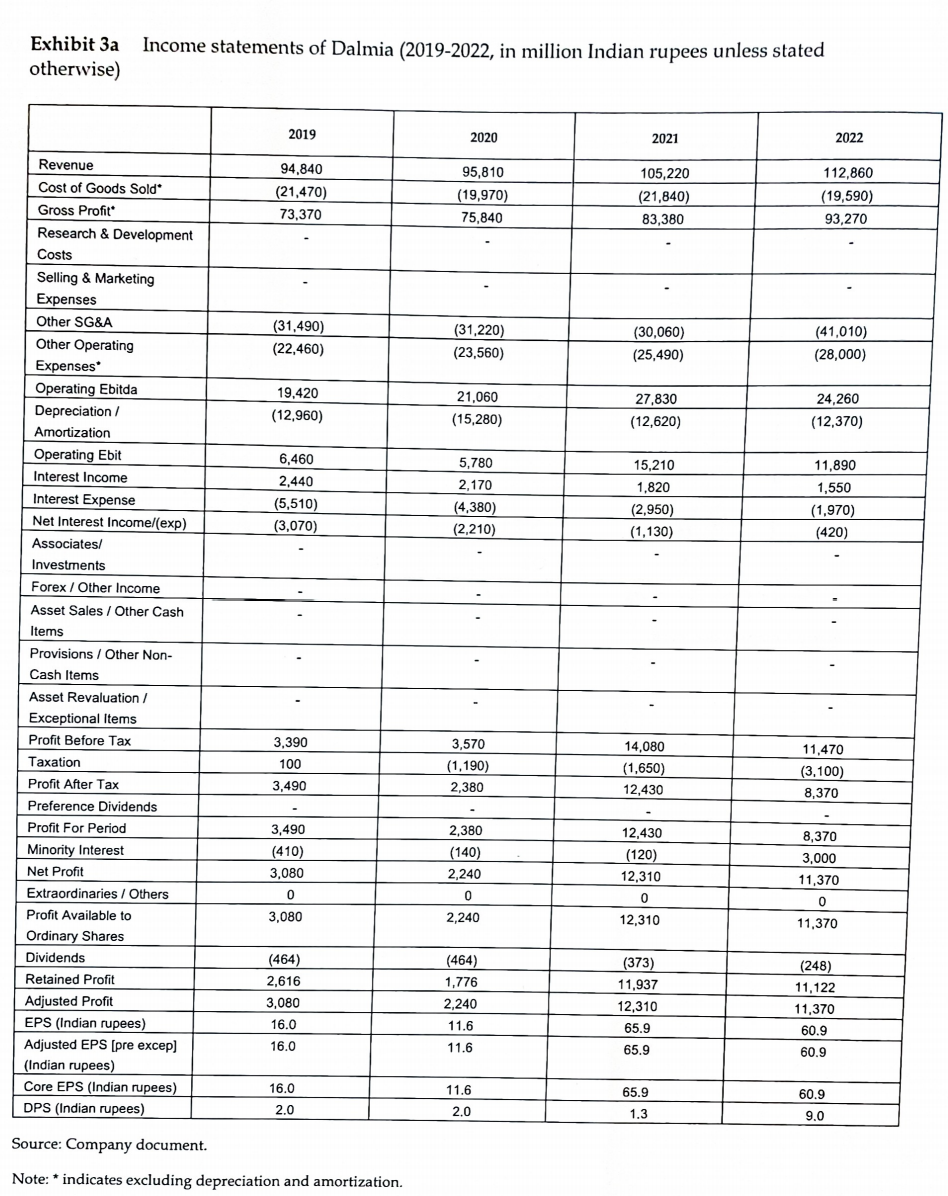 Exhibit 3a Income statements of Dalmia (2019-2022, in million Indian rupees unless stated
otherwise)
2019 2020 2021 2022
Revenue 94,840 95,810 105,220 112,860
Cost of Goods Sold* (21,470) (19,970) (21,840) (19,590)
Gross Profit* 73,370 75,840 83,380 93,270
Research & Development
Costs - - - -
Selling & Marketing
Expenses - - - -
Other SG&A (31,490) (31,220) (30,060) (41,010)
Other Operating
Expenses* (22,460) (23,560) (25,490) (28,000)
Operating Ebitda 19,420 21,060 27,830 24,260
Depreciation /
Amortization (12,960) (15,280) (12,620) (12,370)
Operating Ebit 6,460 5,780 15,210 11,890
Interest Income 2,440 2,170 1,820 1,550
Interest Expense (5,510) (4,380) (2,950) (1,970)
Net Interest Income/(exp) (3,070) (2,210) (1,130) (420)
Associates/
Investments - - - -
Forex / Other Income - - - -
Asset Sales / Other Cash
Items - - - -
Provisions / Other Non-
Cash Items - - - -
Asset Revaluation /
Exceptional Items - - - -
Profit Before Tax 3,390 3,570 14,080 11,470
Taxation 100 (1,190) (1,650) (3,100)
Profit After Tax 3,490 2,380 12,430 8,370
Preference Dividends - - - -
Profit For Period 3,490 2,380 12,430 8,370
Minority Interest (410) (140) (120) 3,000
Net Profit 3,080 2,240 12,310 11,370
Extraordinaries / Others 0 0 0 0
Profit Available to
Ordinary Shares 3,080 2,240 12,310 11,370
Dividends (464) (464) (373) (248)
Retained Profit 2,616 1,776 11,937 11,122
Adjusted Profit 3,080 2,240 12,310 11,370
EPS (Indian rupees) 16.0 11.6 65.9 60.9
Adjusted EPS [pre excep]
(Indian rupees) 16.0 11.6 65.9 60.9
Core EPS (Indian rupees) 16.0 11.6 65.9 60.9
DPS (Indian rupees) 2.0 2.0 1.3 9.0
Source: Company document.
Note: * indicates excluding depreciation and amortization.